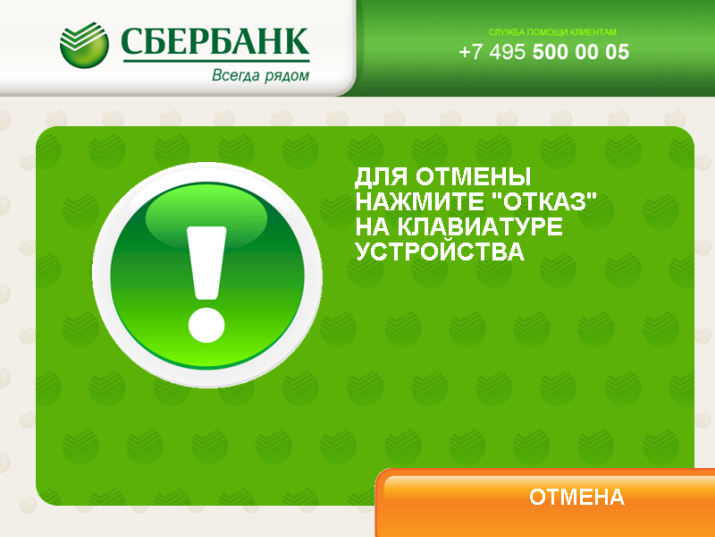 СБЕРБАНК
Всегда рядом
СЛУЖБА ПОМОЩИ КЛИЕНТАМ
+7 495 500 00 05
ДЛЯ ОТМЕНЫ
НАЖМИТЕ "ОТКАЗ"
НА КЛАВИАТУРЕ
УСТРОЙСТВА
ОТМЕНА